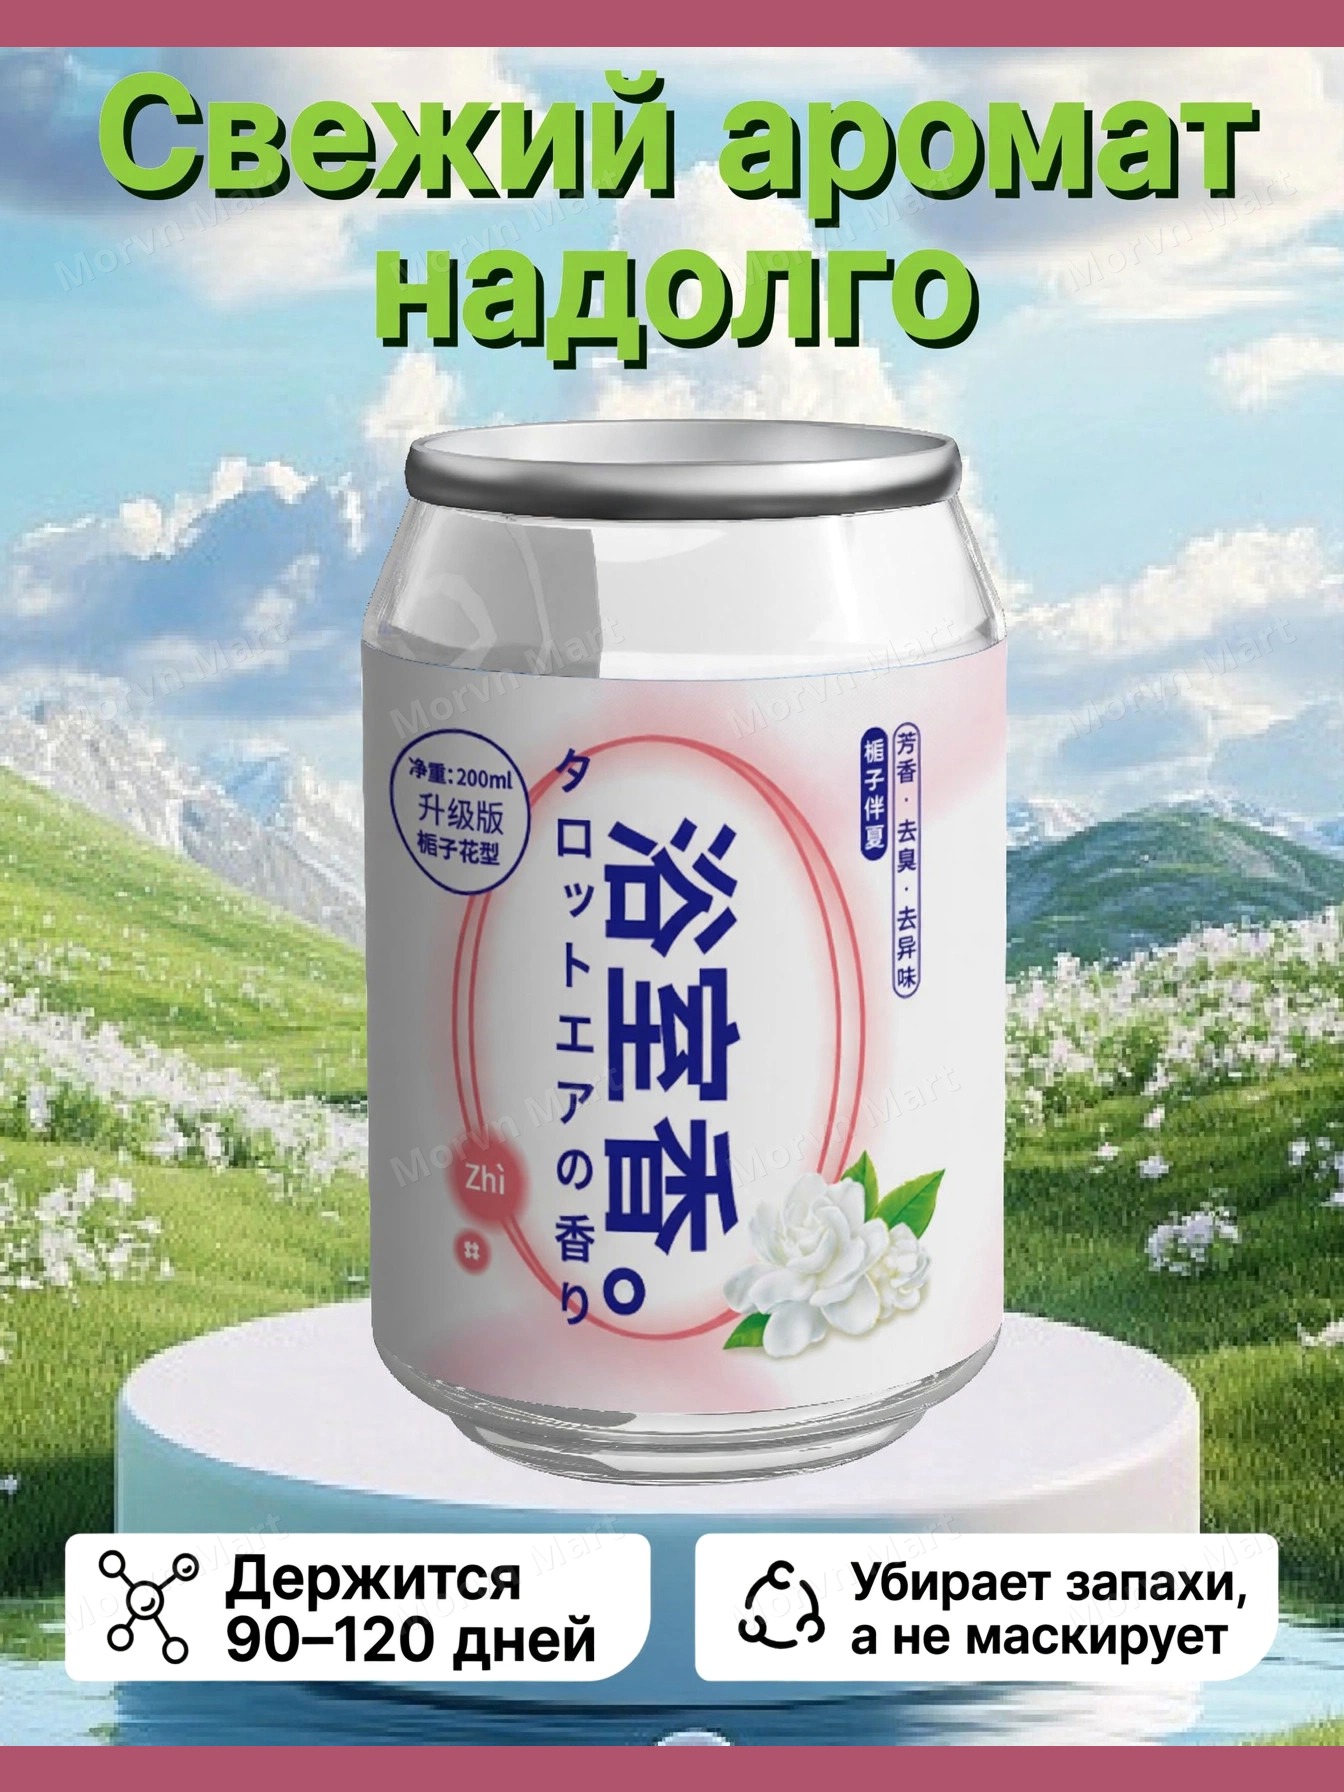 Свежий аромат
надолго
净重:200ml
升级版
栀子花型
タロットエアの香り
浴室香。
栀子伴夏
芳香·去臭·去异味
Zhì
Держится
90–120 дней
Убирает запахи,
а не маскирует
Morvn Mart